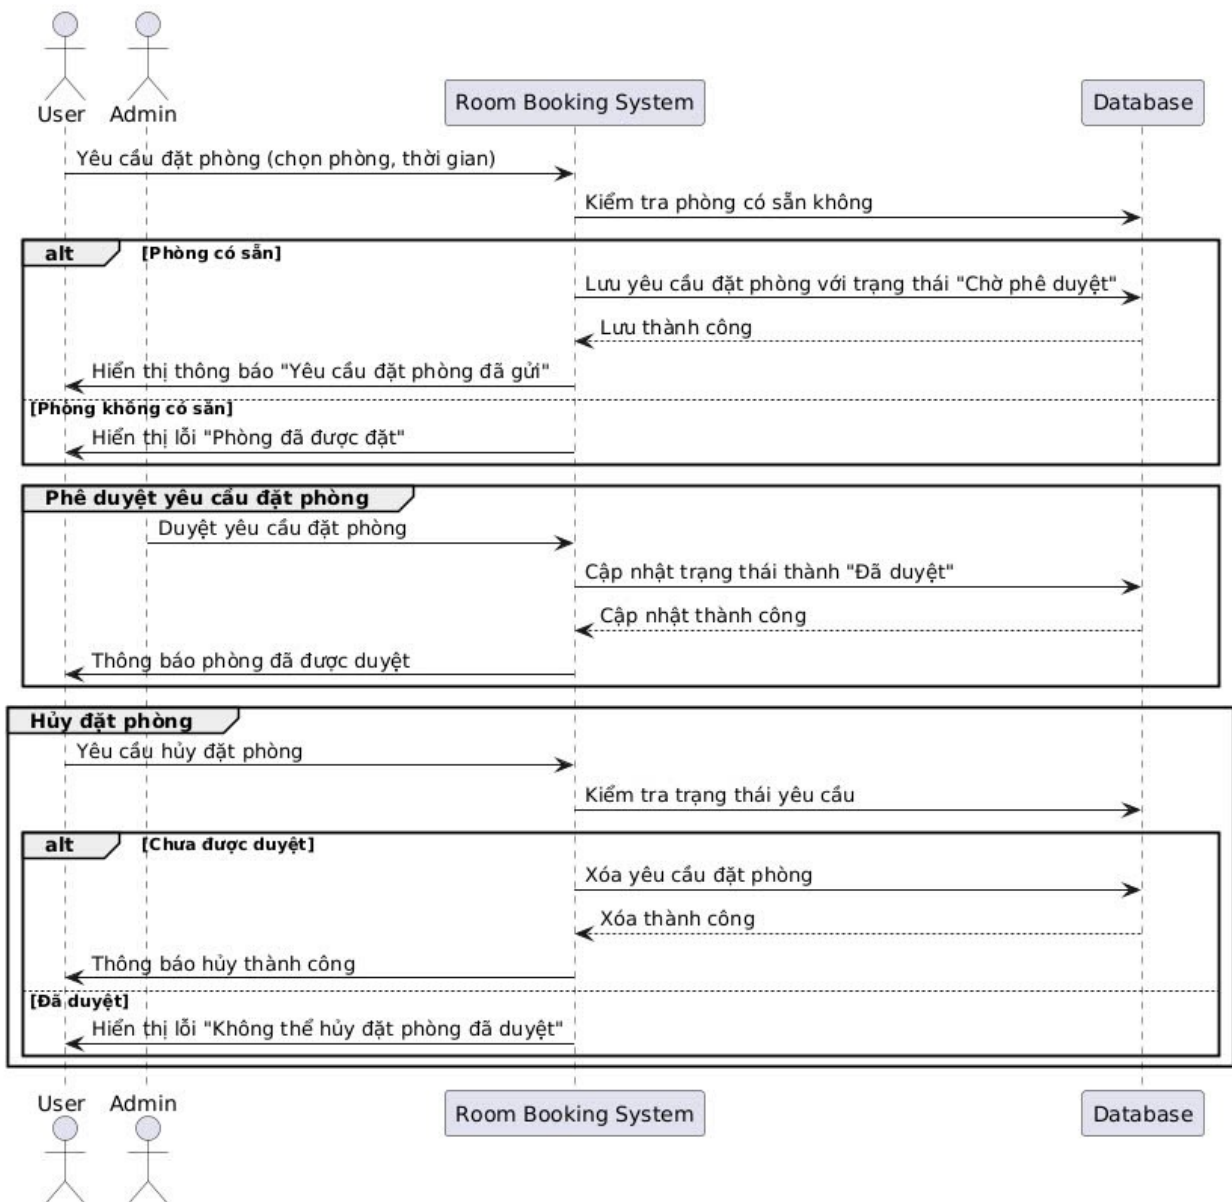 User Admin Room Booking System Database
Yêu cầu đặt phòng (chọn phòng, thời gian)
Kiểm tra phòng có sẵn không
alt [Phòng có sẵn]
Lưu yêu cầu đặt phòng với trạng thái "Chờ phê duyệt"
Lưu thành công
Hiển thị thông báo "Yêu cầu đặt phòng đã gửi"
[Phòng không có sẵn]
Hiển thị lỗi "Phòng đã được đặt"
Phê duyệt yêu cầu đặt phòng
Duyệt yêu cầu đặt phòng
Cập nhật trạng thái thành "Đã duyệt"
Cập nhật thành công
Thông báo phòng đã được duyệt
Hủy đặt phòng
Yêu cầu hủy đặt phòng
Kiểm tra trạng thái yêu cầu
alt [Chưa được duyệt]
Xóa yêu cầu đặt phòng
Xóa thành công
Thông báo hủy thành công
[Đã duyệt]
Hiển thị lỗi "Không thể hủy đặt phòng đã duyệt"
User Admin Room Booking System Database